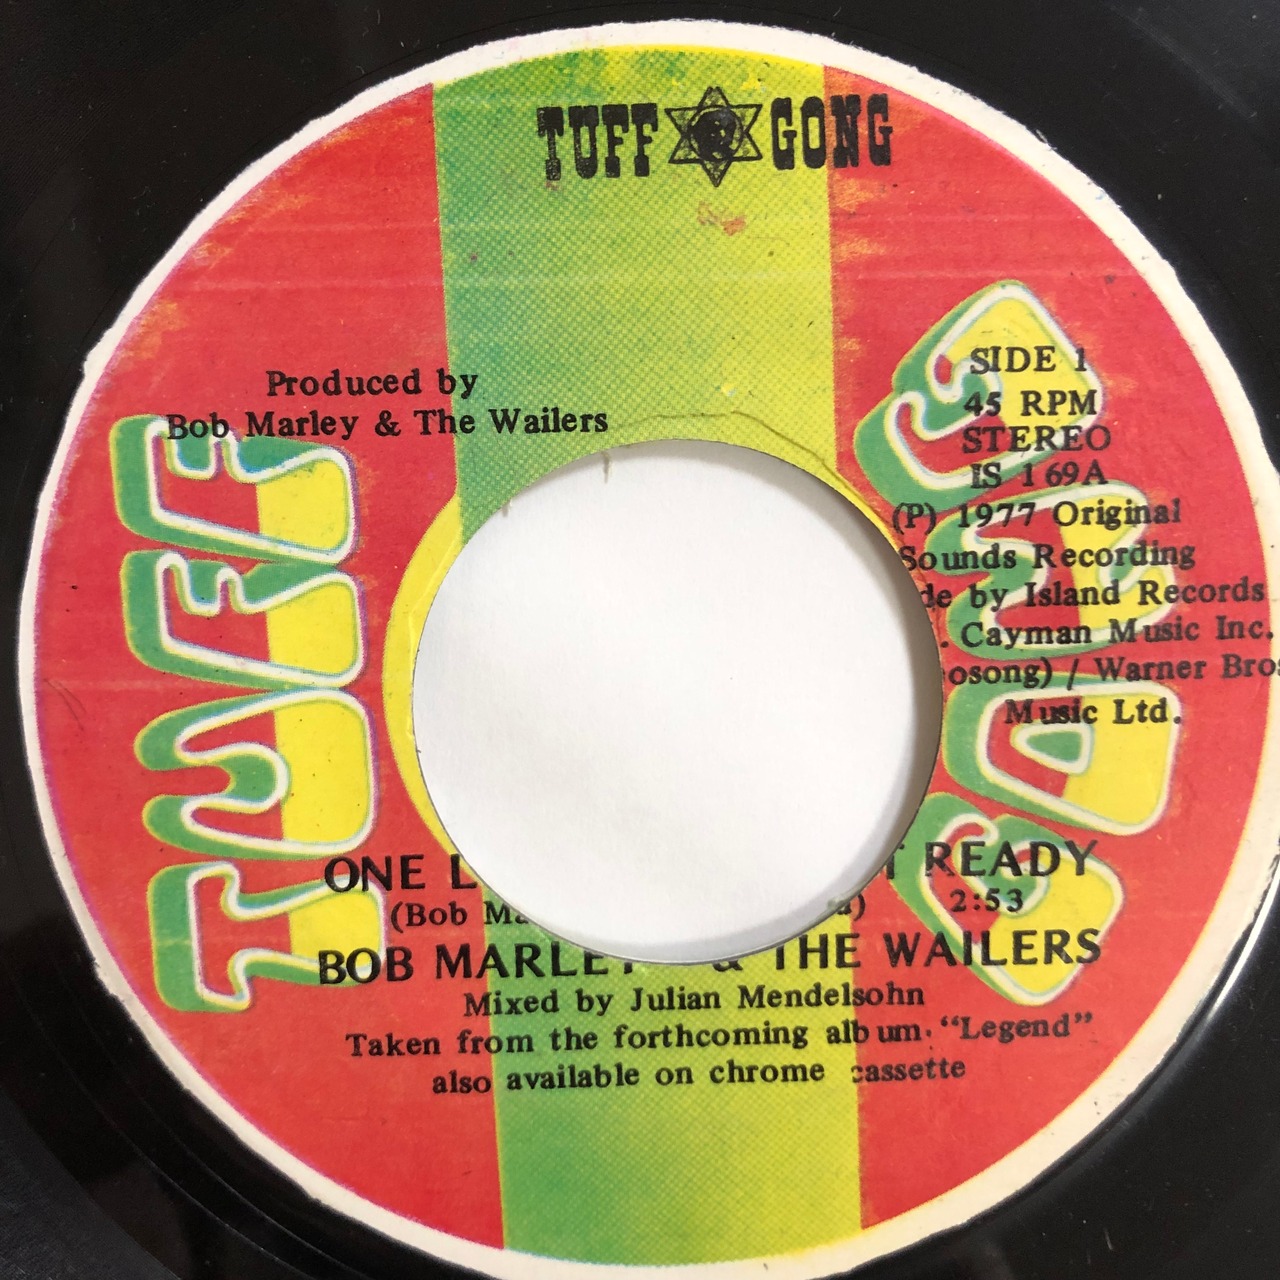 TUFF GONG
Produced by
Bob Marley & The Wailers
SIDE 1
45 RPM
STEREO
IS 169A
(P) 1977 Original
Sounds Recording
de by Island Records
. Cayman Music Inc.
osong) / Warner Bros
Music Ltd.
TUFF
GONG
ONE L T READY
(Bob Ma a) 2:53
BOB MARLEY & THE WAILERS
Mixed by Julian Mendelsohn
Taken from the forthcoming album. "Legend"
also available on chrome cassette